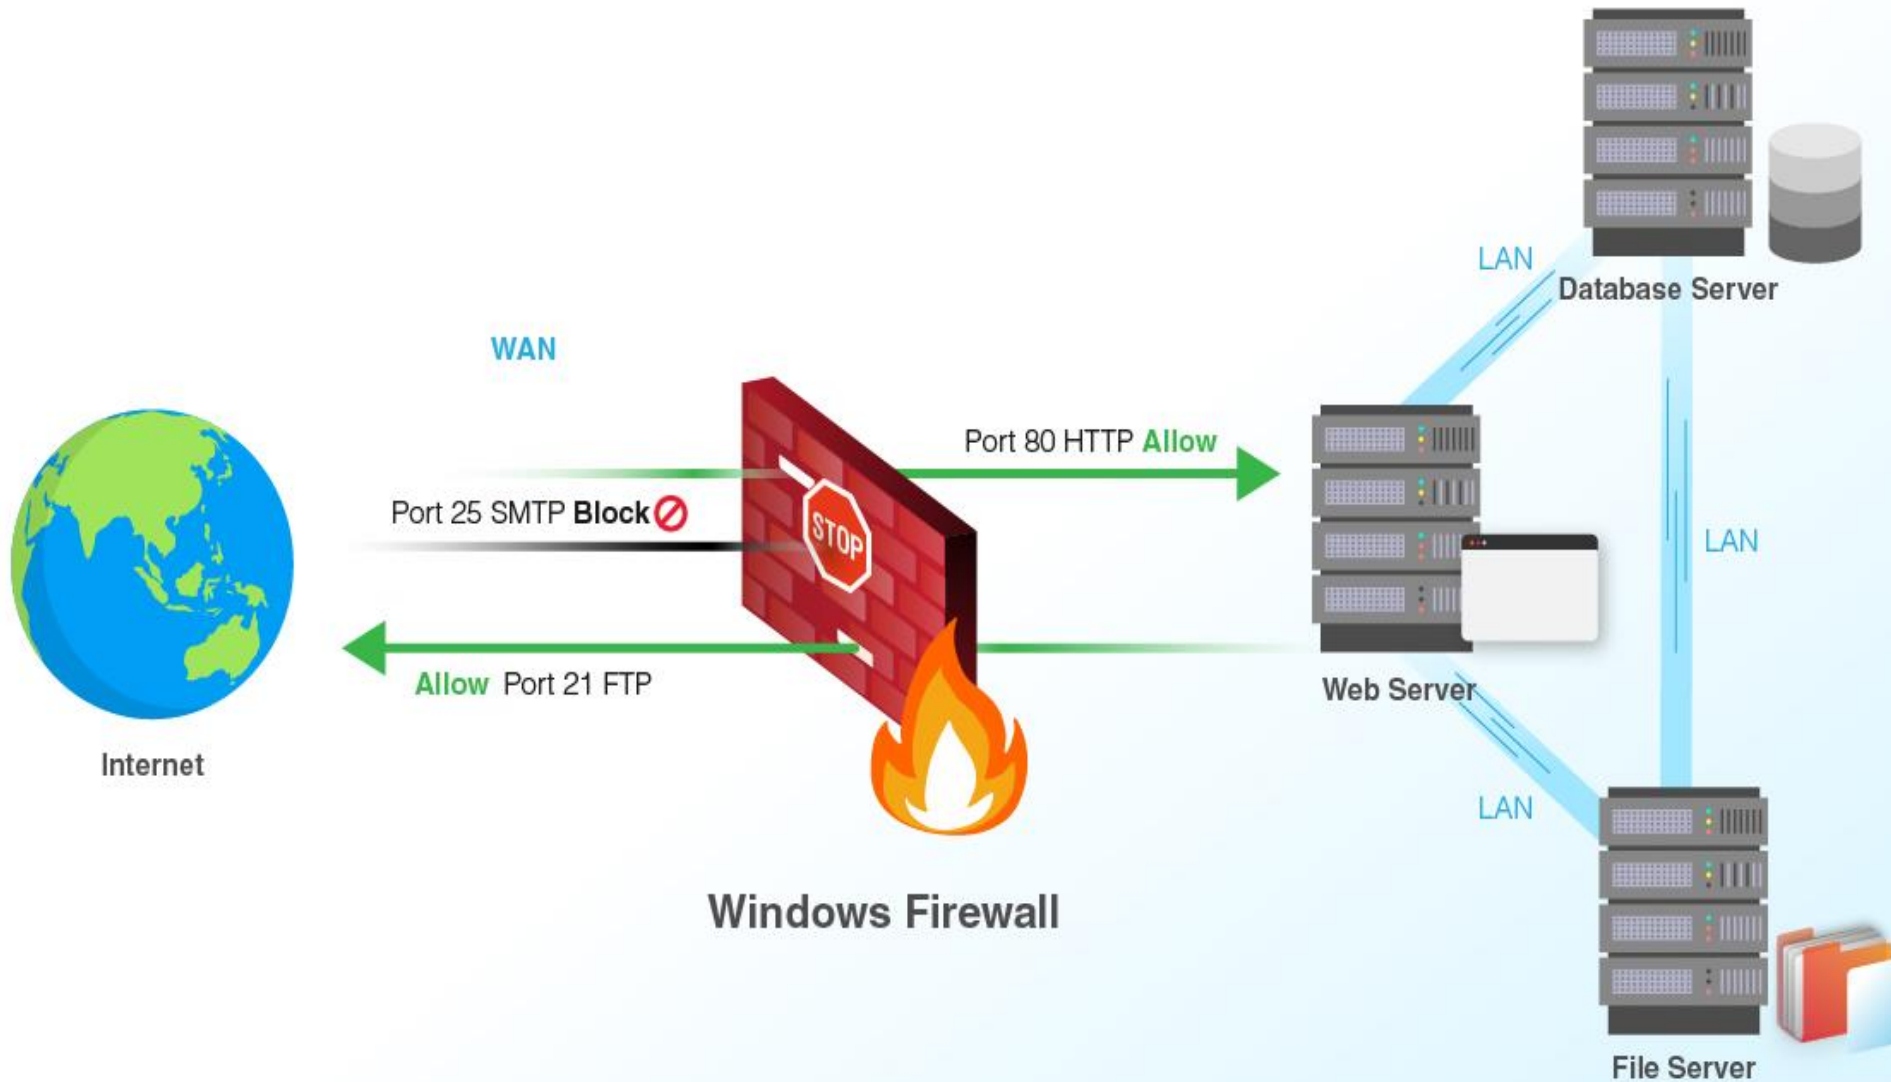 LAN
Database Server
WAN
Port 80 HTTP Allow
Port 25 SMTP Block
STOP
LAN
Allow Port 21 FTP
Web Server
Internet
LAN
Windows Firewall
File Server